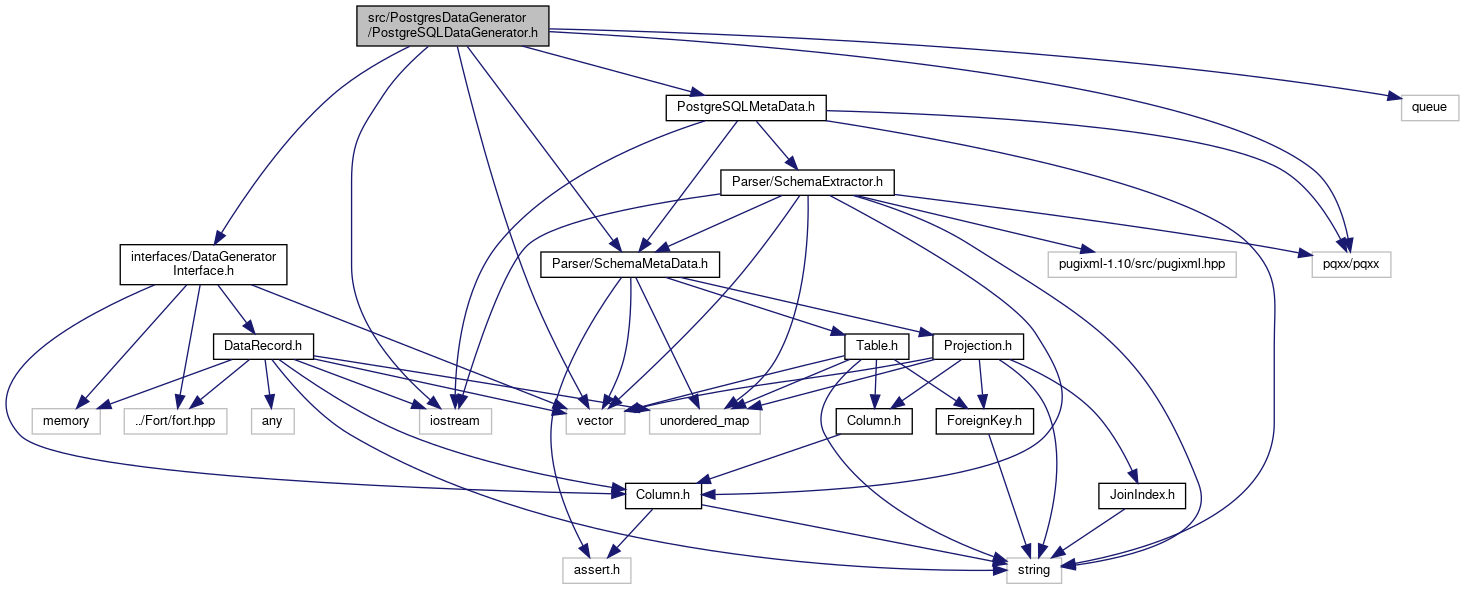 src/PostgresDataGenerator
/PostgreSQLDataGenerator.h
PostgreSQLMetaData.h
queue
Parser/SchemaExtractor.h
interfaces/DataGenerator
Interface.h
Parser/SchemaMetaData.h
pugixml-1.10/src/pugixml.hpp
pqxx/pqxx
DataRecord.h
Table.h
Projection.h
memory
../Fort/fort.hpp
any
iostream
vector
unordered_map
Column.h
ForeignKey.h
Column.h
JoinIndex.h
assert.h
string